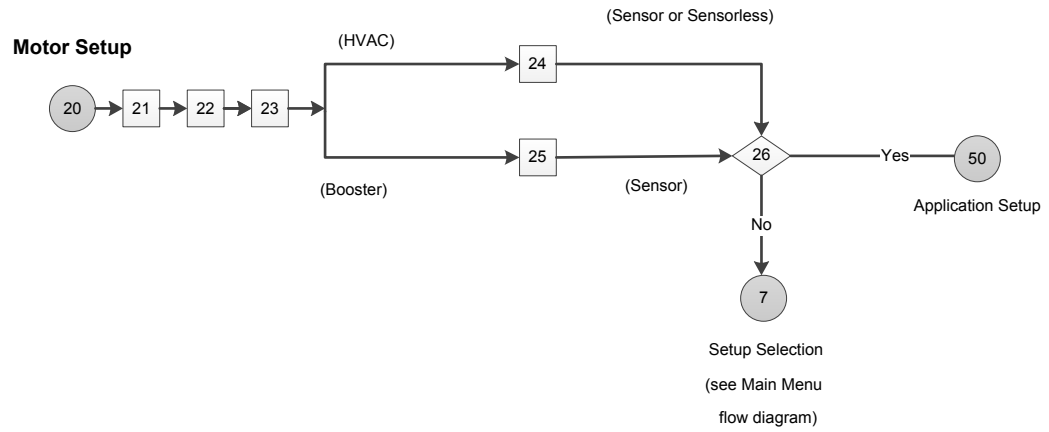 (Sensor or Sensorless)
(HVAC)
Motor Setup
24
20
21
22
23
25
26
Yes
50
(Booster)
(Sensor)
Application Setup
No
7
Setup Selection
(see Main Menu
flow diagram)